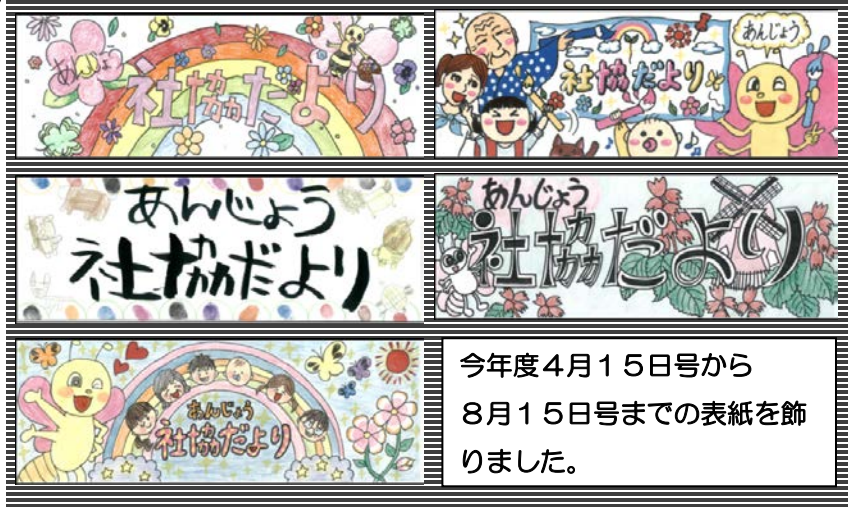 あんじょう
社協だより
あんじょう
社協だより
あんじょう
社協だより
あんじょう
社協だより
あんじょう
社協だより
今年度４月１５日号から
８月１５日号までの表紙を飾
りました。